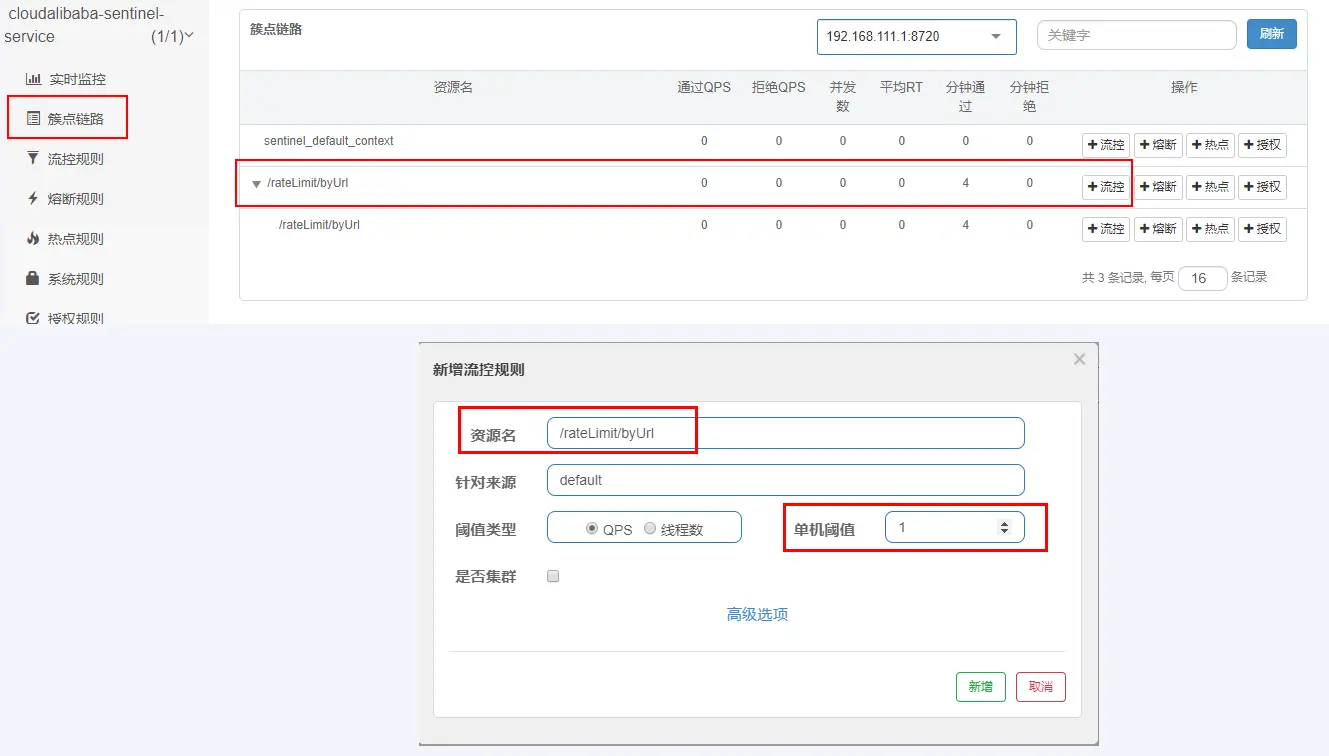 cloudalibaba-sentinel-
service (1/1)
实时监控
簇点链路
流控规则
熔断规则
热点规则
系统规则
授权规则
簇点链路 192.168.111.1:8720 关键字 刷新
资源名 通过QPS 拒绝QPS 并发数 平均RT 分钟通过 分钟拒绝 操作
sentinel_default_context 0 0 0 0 0 0 流控 熔断 热点 授权
/rateLimit/byUrl 0 0 0 0 4 0 流控 熔断 热点 授权
/rateLimit/byUrl 0 0 0 0 4 0 流控 熔断 热点 授权
共 3 条记录, 每页 16 条记录
新增流控规则 ×
资源名 /rateLimit/byUrl
针对来源 default
阈值类型 QPS 线程数 单机阈值 1
是否集群
高级选项
新增 取消